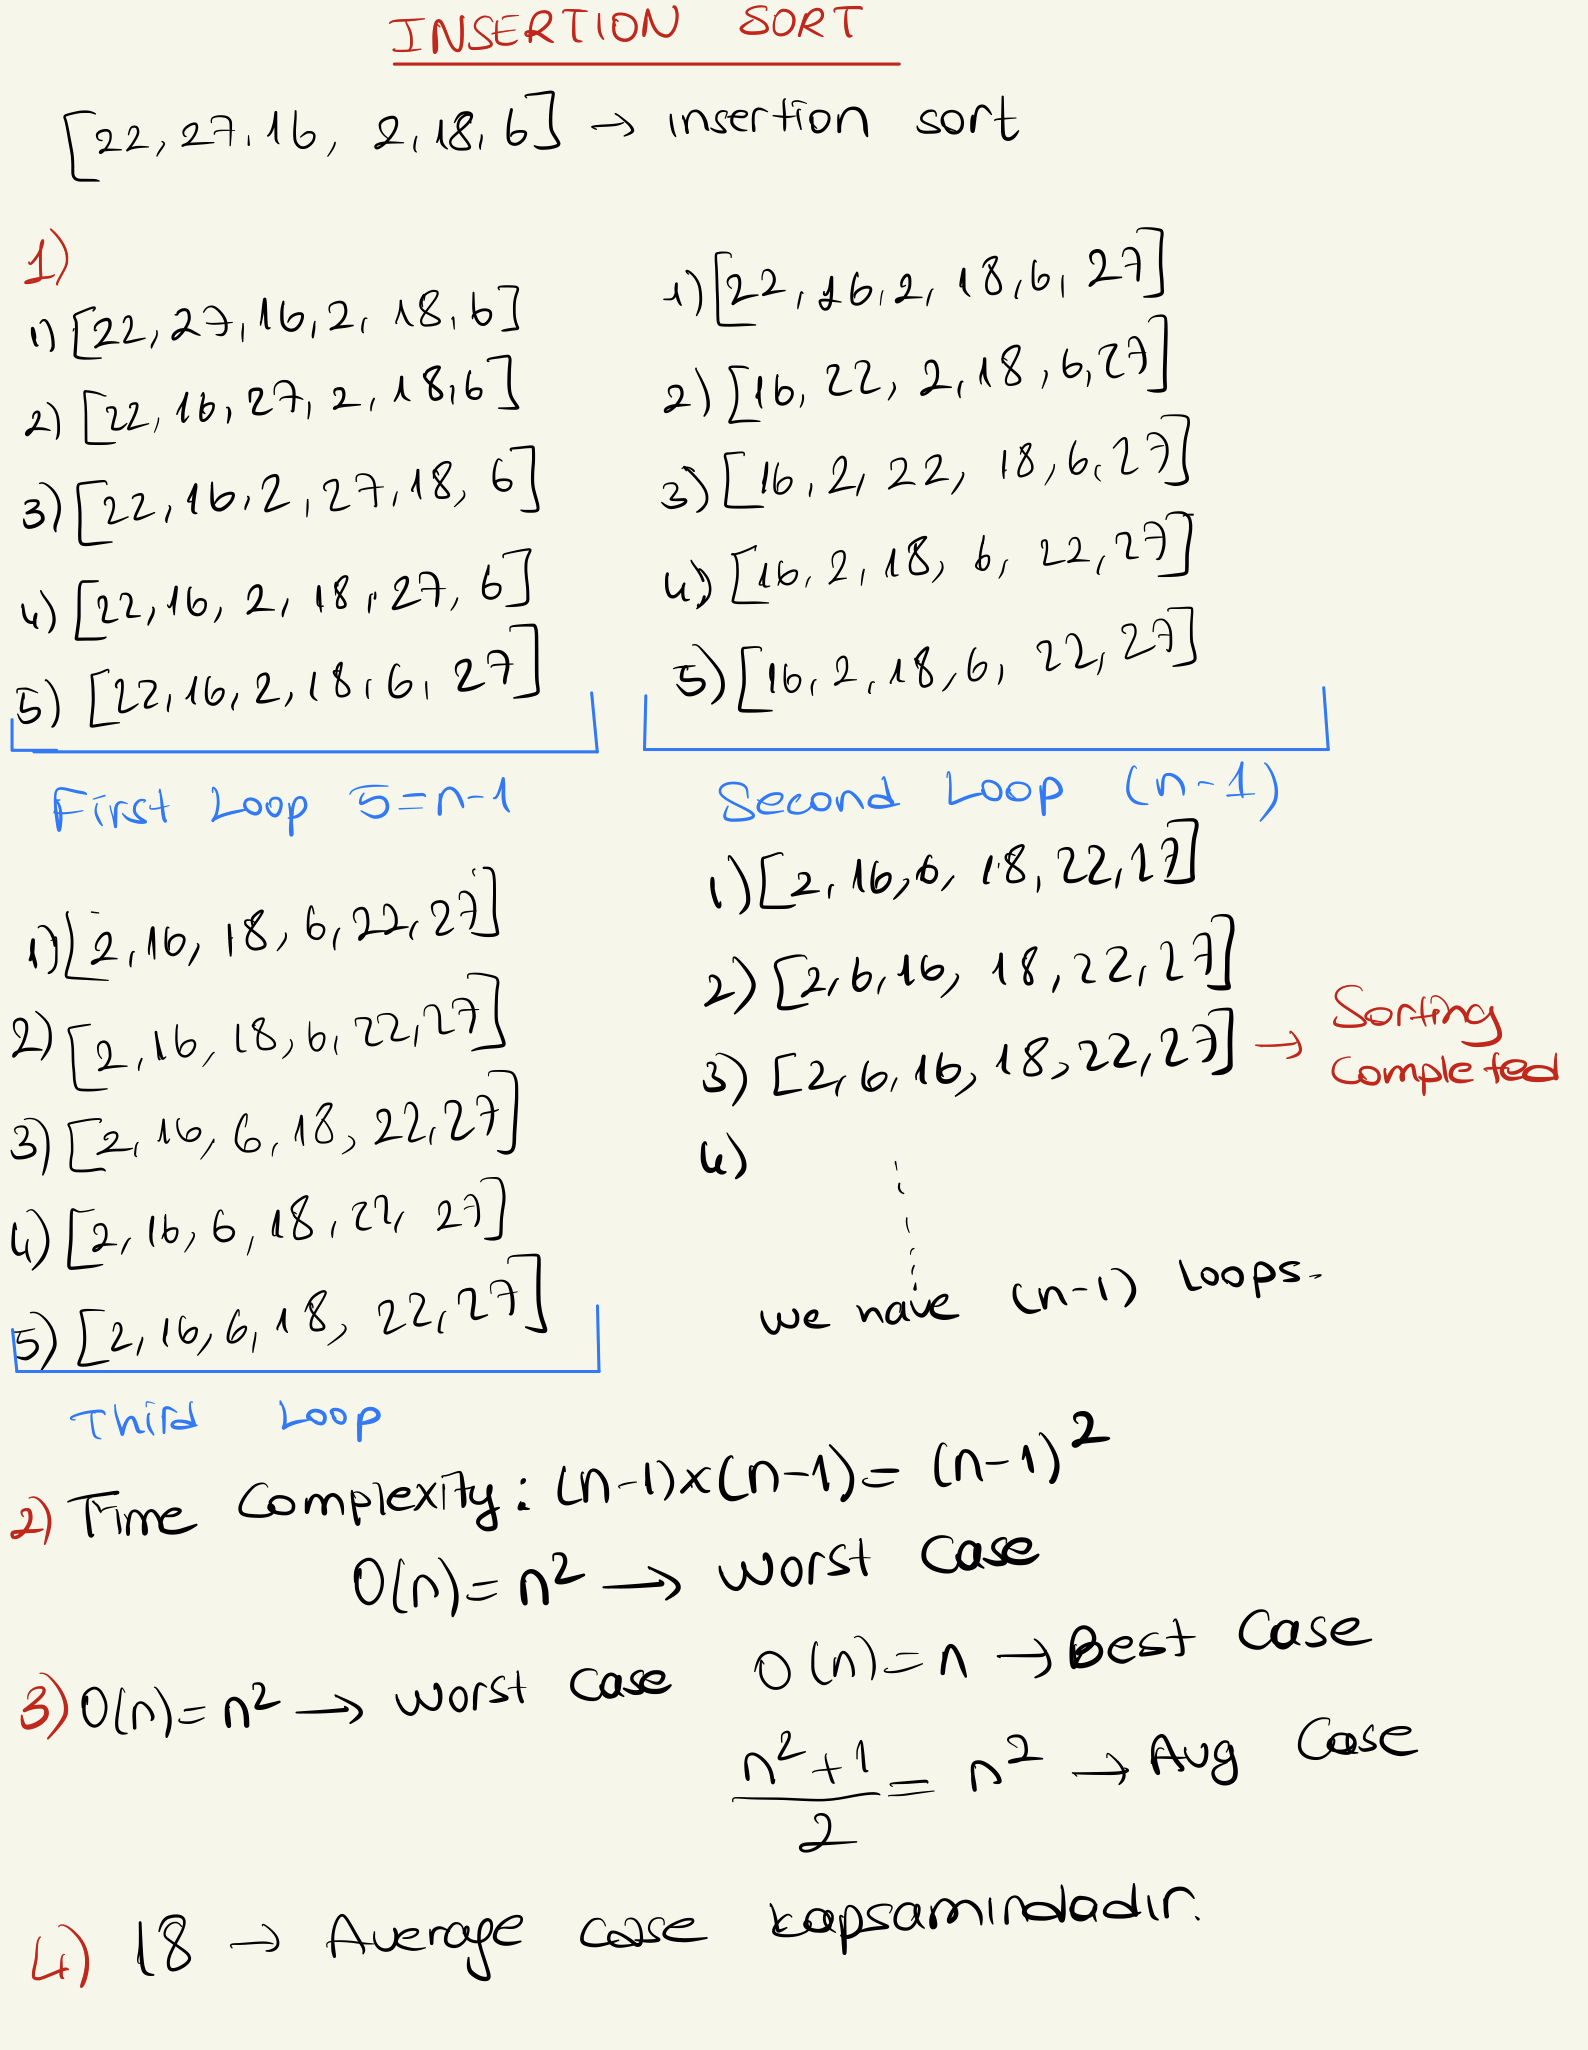 INSERTION SORT
[22, 27, 16, 2, 18, 6] → insertion sort
1)
1) [22, 27, 16, 2, 18, 6]
2) [22, 16, 27, 2, 18, 6]
3) [22, 16, 2, 27, 18, 6]
4) [22, 16, 2, 18, 27, 6]
5) [22, 16, 2, 18, 6, 27]
First Loop 5=n-1
1) [22, 16, 2, 18, 6, 27]
2) [16, 22, 2, 18, 6, 27]
3) [16, 2, 22, 18, 6, 27]
4) [16, 2, 18, 6, 22, 27]
5) [16, 2, 18, 6, 22, 27]
Second Loop (n-1)
1) [2, 16, 18, 6, 22, 27]
2) [2, 16, 18, 6, 22, 27]
3) [2, 16, 6, 18, 22, 27]
4) [2, 16, 6, 18, 22, 27]
5) [2, 16, 6, 18, 22, 27]
Third Loop
1) [2, 16, 6, 18, 22, 27]
2) [2, 6, 16, 18, 22, 27]
3) [2, 6, 16, 18, 22, 27] → Sorting
completed
4)
we have (n-1) Loops.
2) Time Complexity: (n-1)x(n-1)= (n-1)²
O(n)= n² → worst case
3) O(n)= n² → worst case O(n)= n → Best Case
n²+1/2 = n² → Avg Case
4) 18 → Average case kapsamındadır.